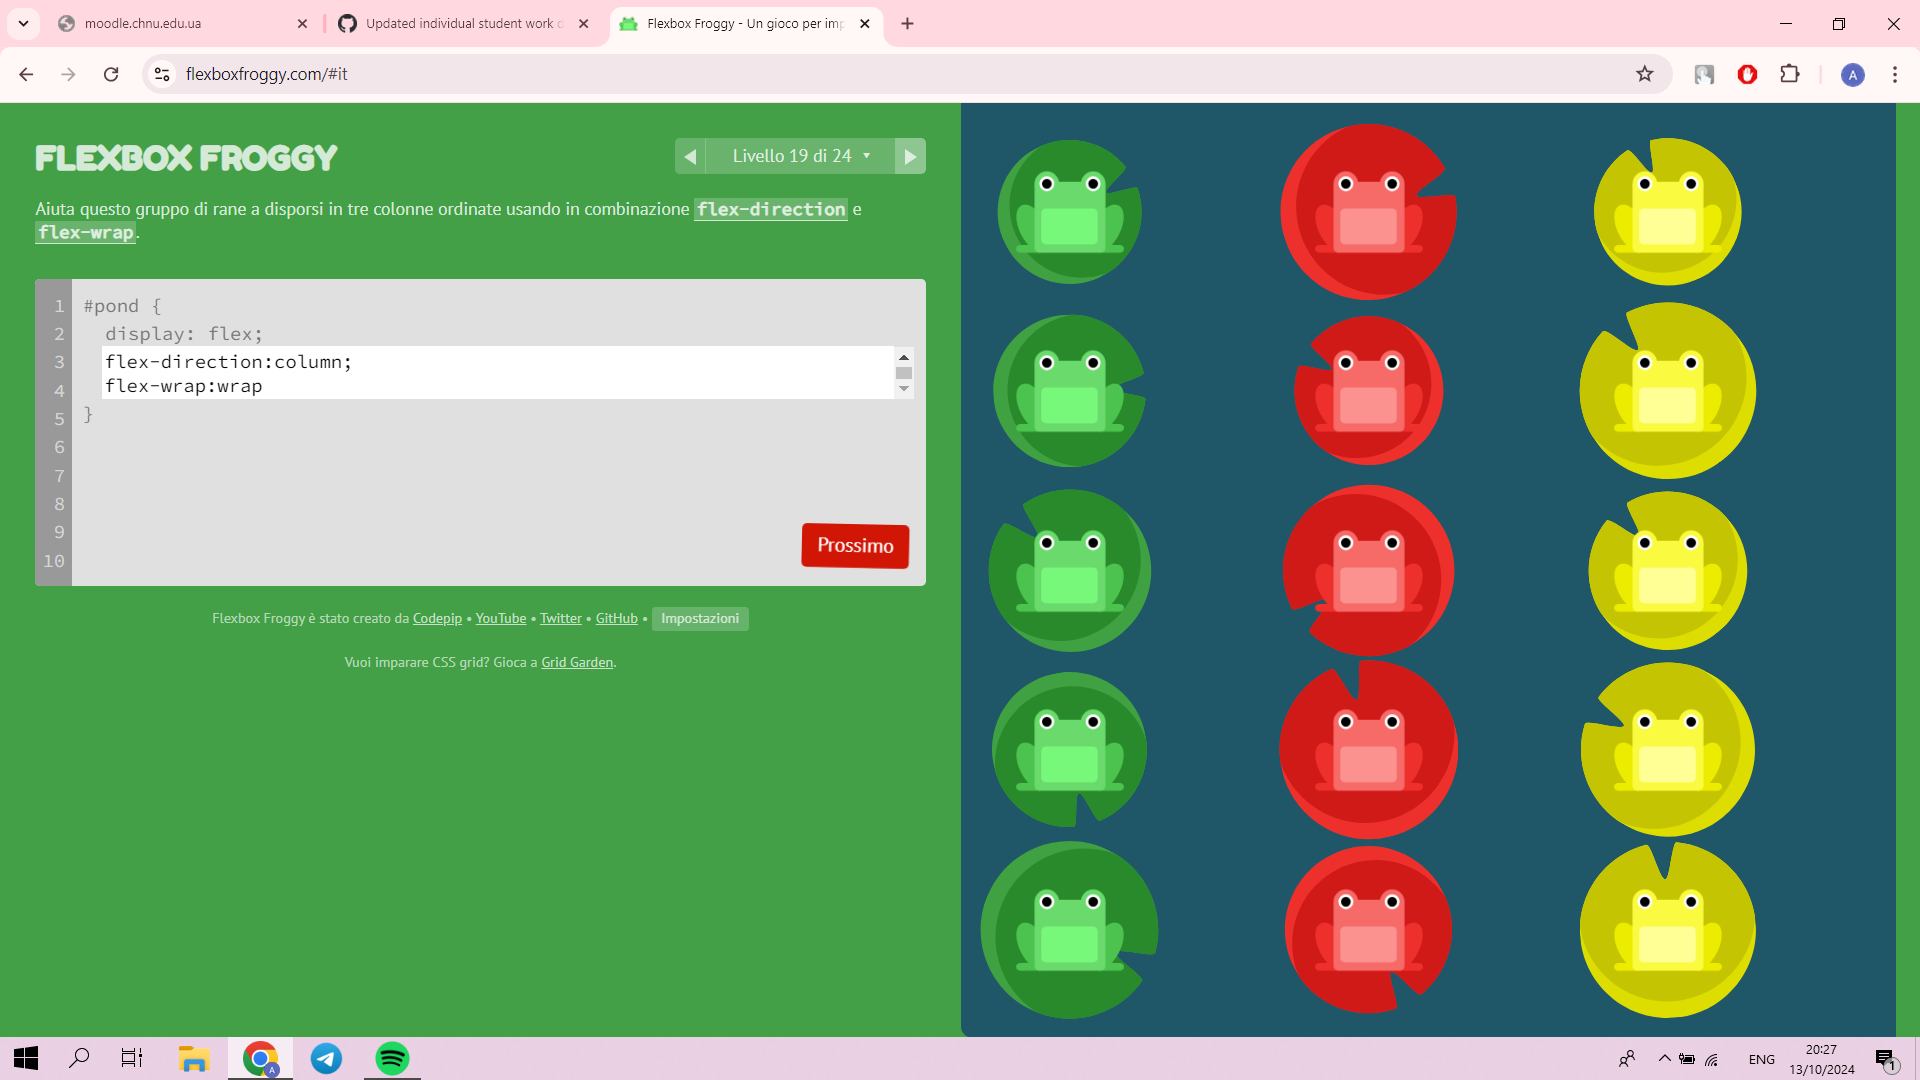 moodle.chnu.edu.ua
Updated individual student work
Flexbox Froggy - Un gioco per imp
flexboxfroggy.com/#it
A
FLEXBOX FROGGY
Livello 19 di 24
Aiuta questo gruppo di rane a disporsi in tre colonne ordinate usando in combinazione flex-direction e
flex-wrap.
1 #pond {
2 display: flex;
3 flex-direction:column;
4 flex-wrap:wrap
5 }
6
7
8
9
10
Prossimo
Flexbox Froggy è stato creato da Codepip • YouTube • Twitter • GitHub • Impostazioni
Vuoi imparare CSS grid? Gioca a Grid Garden.
A
ENG
20:27
13/10/2024
1